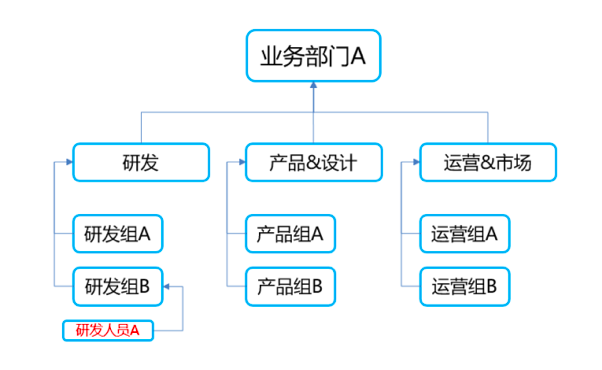 业务部门A
研发
产品&设计
运营&市场
研发组A
产品组A
运营组A
研发组B
产品组B
运营组B
研发人员A